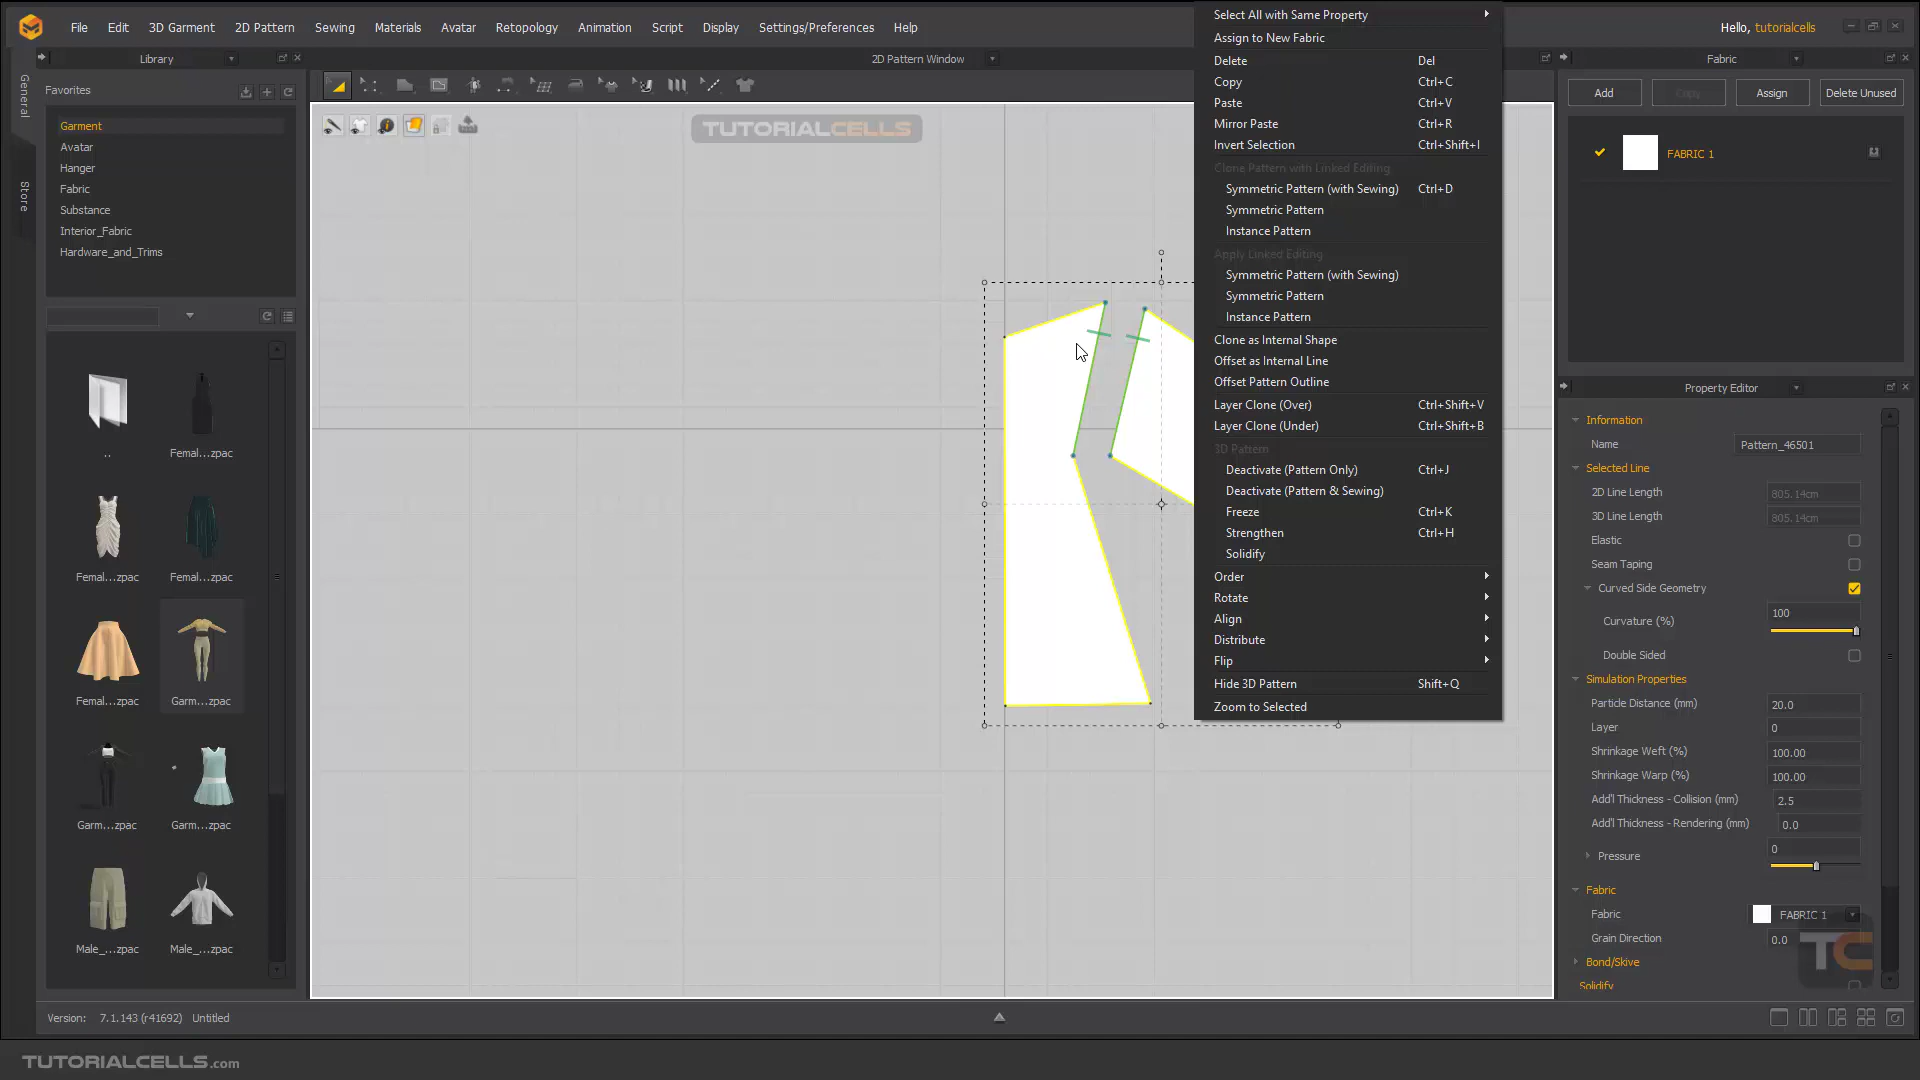 File Edit 3D Garment 2D Pattern Sewing Materials Avatar Retopology Animation Script Display Settings/Preferences Help
Hello, tutorialcells
Library
2D Pattern Window
Fabric
General
Store
Favorites
Garment
Avatar
Hanger
Fabric
Substance
Interior_Fabric
Hardware_and_Trims
..
Femal...zpac
Femal...zpac
Femal...zpac
Femal...zpac
Garm...zpac
Garm...zpac
Garm...zpac
Male_...zpac
Male_...zpac
TUTORIALCELLS
Select All with Same Property
Assign to New Fabric
Delete Del
Copy Ctrl+C
Paste Ctrl+V
Mirror Paste Ctrl+R
Invert Selection Ctrl+Shift+I
Clone Pattern with Linked Editing
Symmetric Pattern (with Sewing) Ctrl+D
Symmetric Pattern
Instance Pattern
Apply Linked Editing
Symmetric Pattern (with Sewing)
Symmetric Pattern
Instance Pattern
Clone as Internal Shape
Offset as Internal Line
Offset Pattern Outline
Layer Clone (Over) Ctrl+Shift+V
Layer Clone (Under) Ctrl+Shift+B
3D Pattern
Deactivate (Pattern Only) Ctrl+J
Deactivate (Pattern & Sewing)
Freeze Ctrl+K
Strengthen Ctrl+H
Solidify
Order
Rotate
Align
Distribute
Flip
Hide 3D Pattern Shift+Q
Zoom to Selected
Add Copy Assign Delete Unused
FABRIC 1
Property Editor
Information
Name Pattern_46501
Selected Line
2D Line Length 805.14cm
3D Line Length 805.14cm
Elastic
Seam Taping
Curved Side Geometry
Curvature (%) 100
Double Sided
Simulation Properties
Particle Distance (mm) 20.0
Layer 0
Shrinkage Weft (%) 100.00
Shrinkage Warp (%) 100.00
Add'l Thickness - Collision (mm) 2.5
Add'l Thickness - Rendering (mm) 0.0
Pressure 0
Fabric
Fabric FABRIC 1
Grain Direction 0.0
Bond/Skive
Solidify
TC
Version: 7.1.143 (r41692) Untitled
TUTORIALCELLS.com